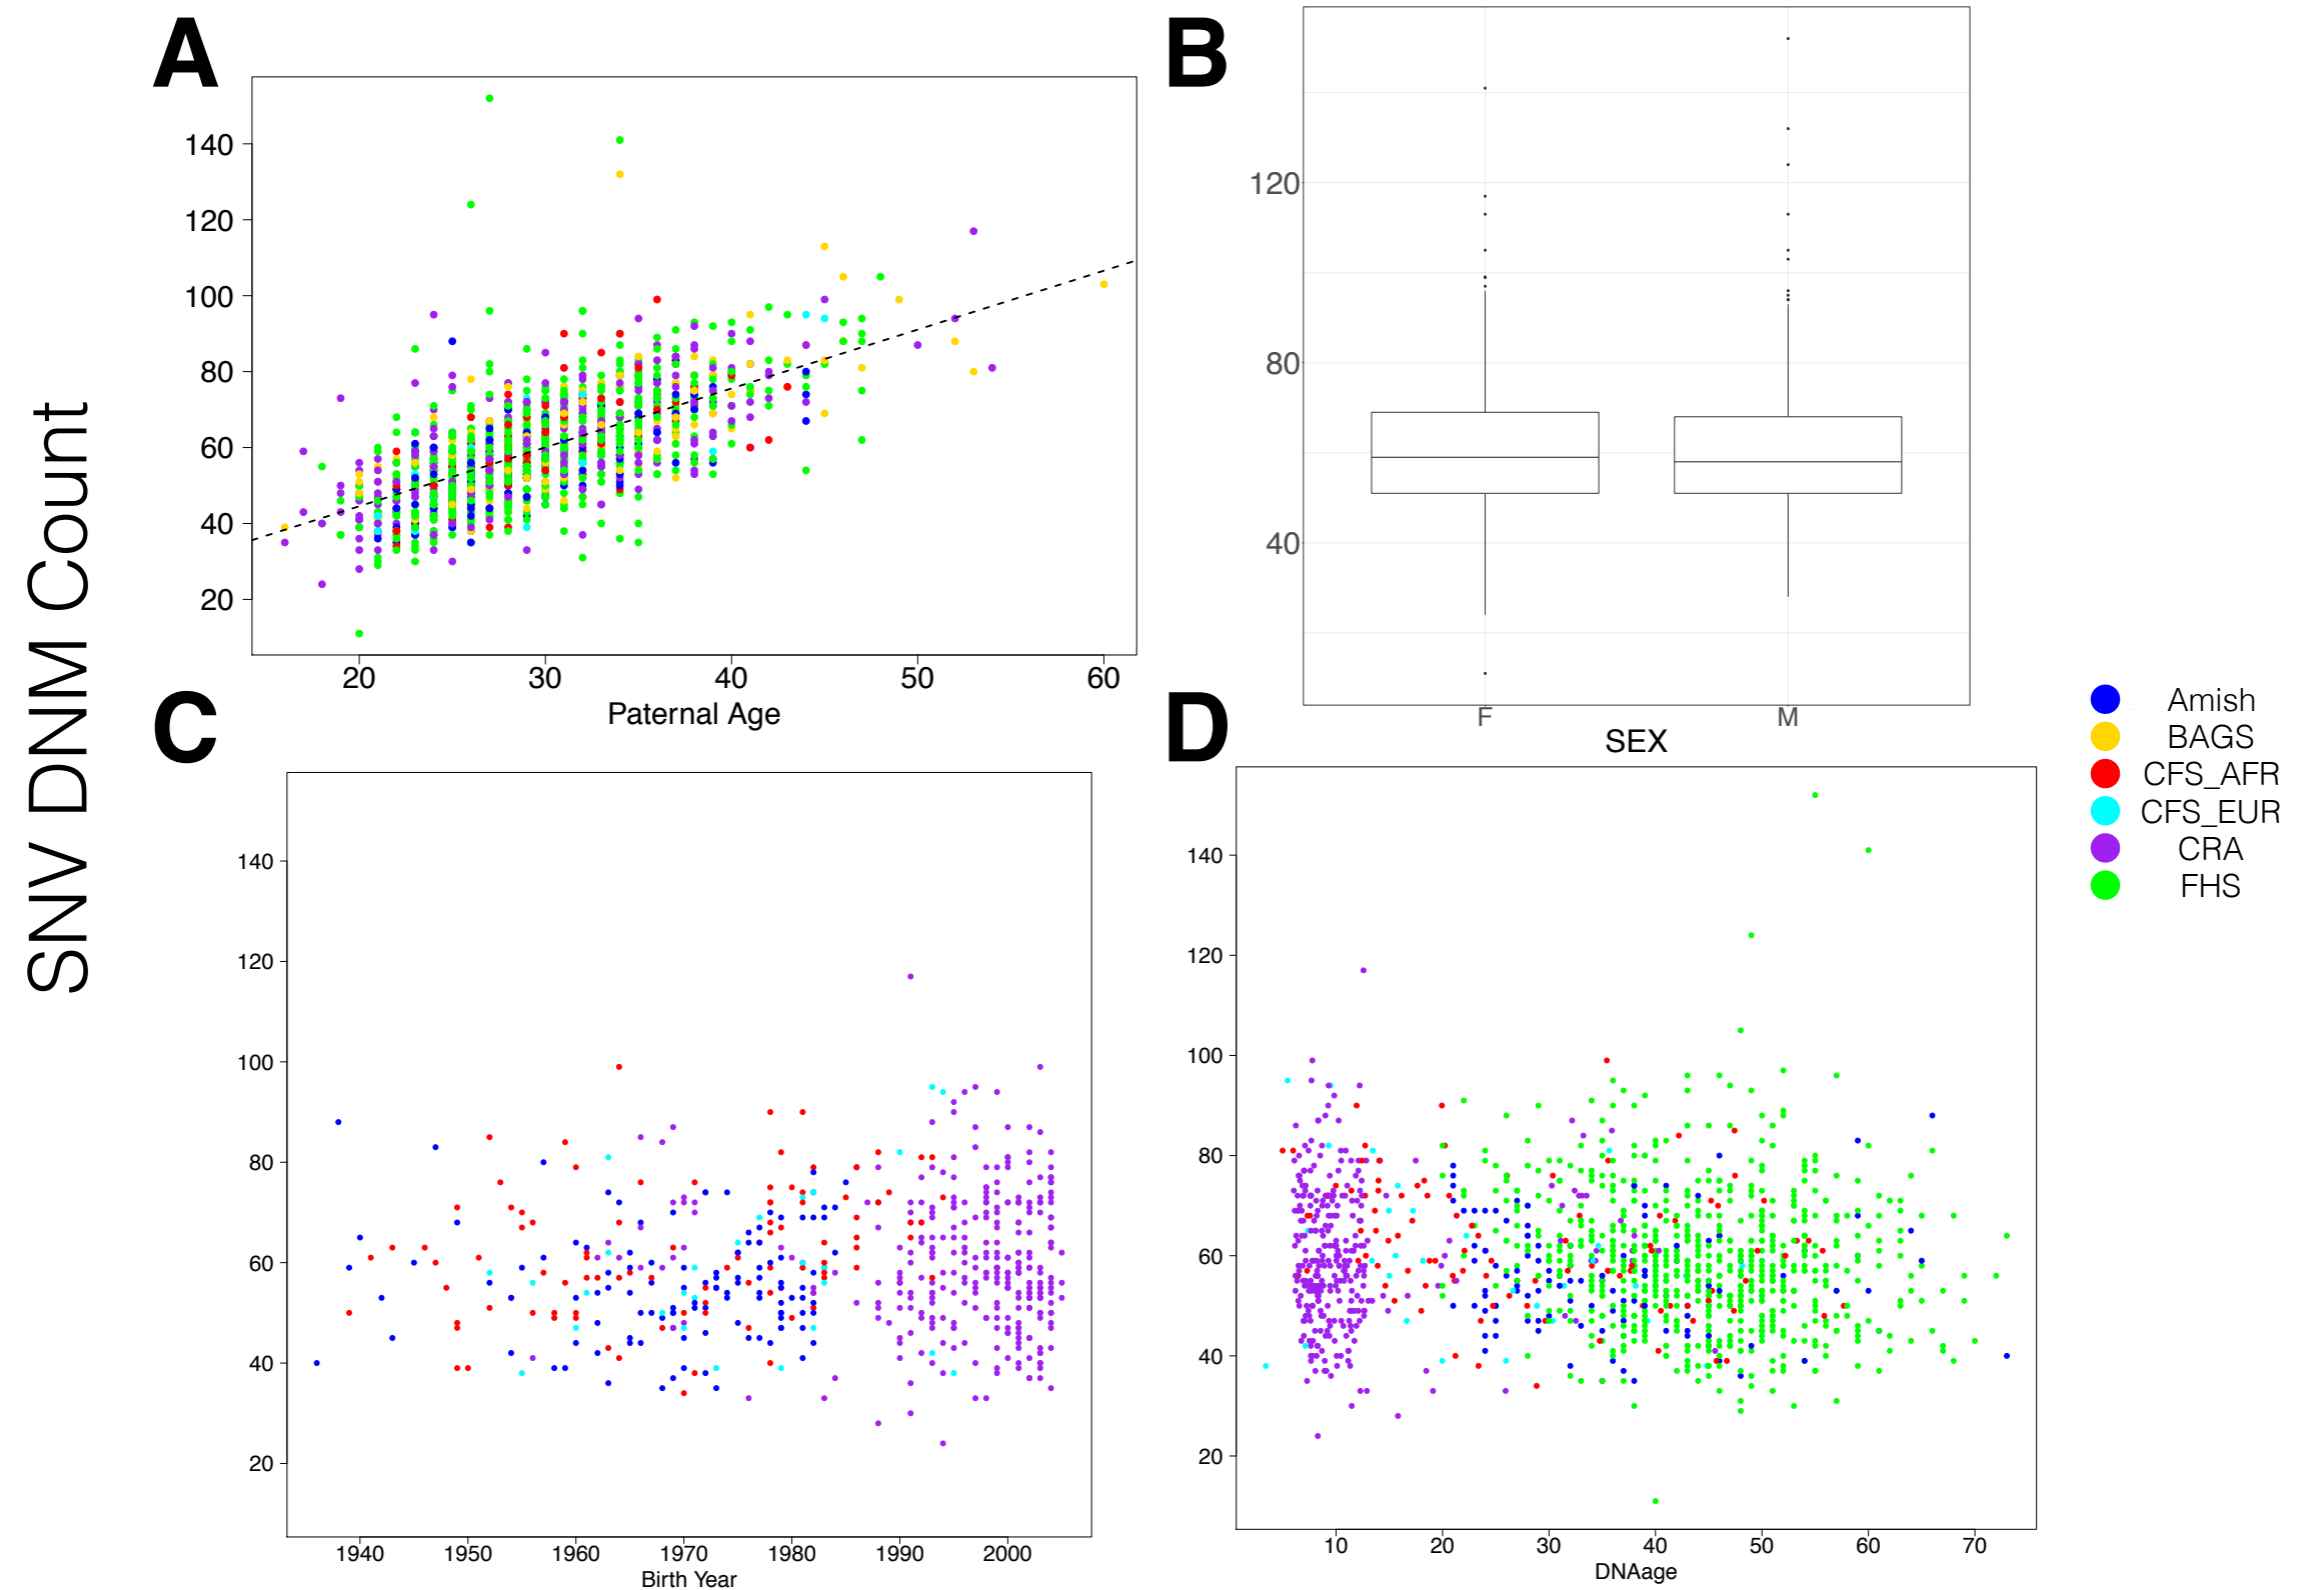 SNV DNM Count
A
140
120
100
80
60
40
20
20 30 40 50 60
Paternal Age
B
120
80
40
F M
SEX
C
140
120
100
80
60
40
20
1940 1950 1960 1970 1980 1990 2000
Birth Year
D
140
120
100
80
60
40
20
10 20 30 40 50 60 70
DNAage
Amish
BAGS
CFS_AFR
CFS_EUR
CRA
FHS